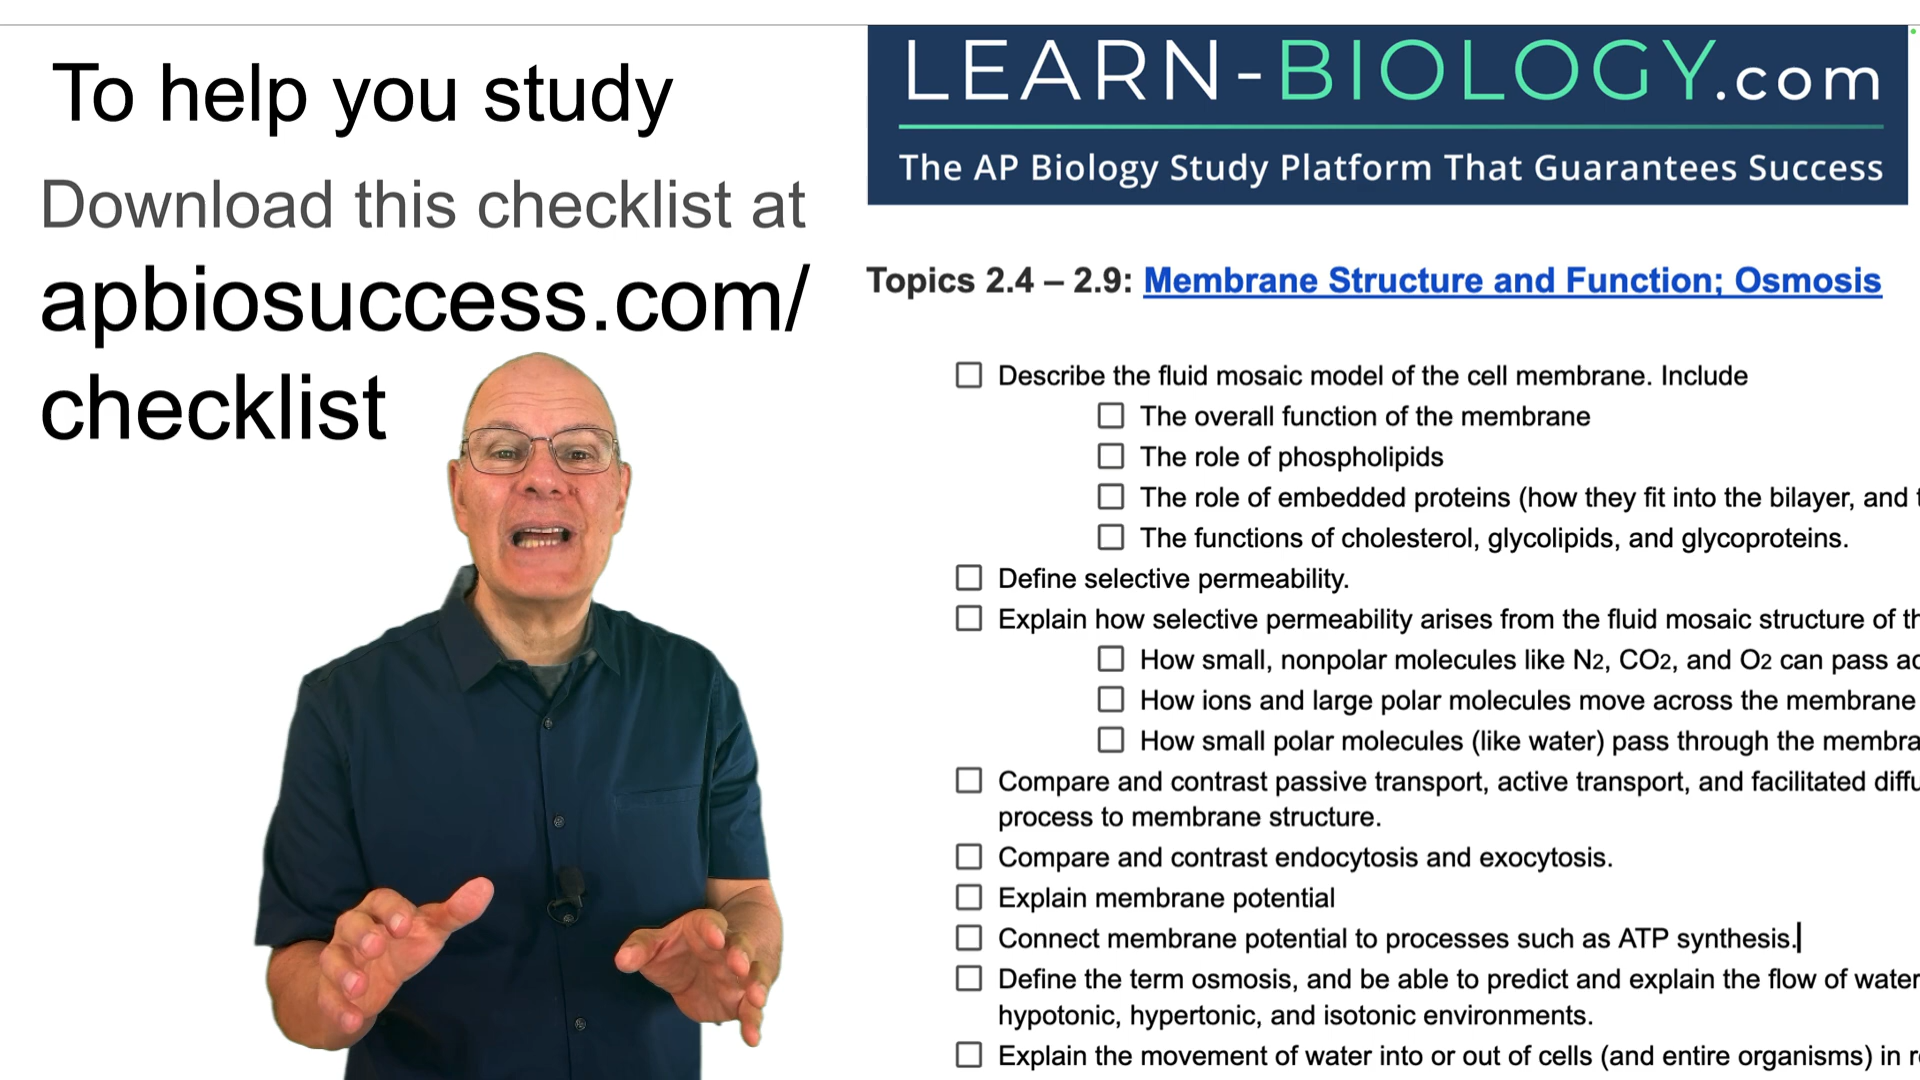 To help you study
Download this checklist at
apbiosuccess.com/
checklist
LEARN-BIOLOGY.com
The AP Biology Study Platform That Guarantees Success
Topics 2.4 – 2.9: Membrane Structure and Function; Osmosis
Describe the fluid mosaic model of the cell membrane. Include
The overall function of the membrane
The role of phospholipids
The role of embedded proteins (how they fit into the bilayer, and
The functions of cholesterol, glycolipids, and glycoproteins.
Define selective permeability.
Explain how selective permeability arises from the fluid mosaic structure of
How small, nonpolar molecules like N2, CO2, and O2 can pass
How ions and large polar molecules move across the membrane
How small polar molecules (like water) pass through the
Compare and contrast passive transport, active transport, and facilitated
process to membrane structure.
Compare and contrast endocytosis and exocytosis.
Explain membrane potential
Connect membrane potential to processes such as ATP synthesis.
Define the term osmosis, and be able to predict and explain the flow of water
hypotonic, hypertonic, and isotonic environments.
Explain the movement of water into or out of cells (and entire organisms) in